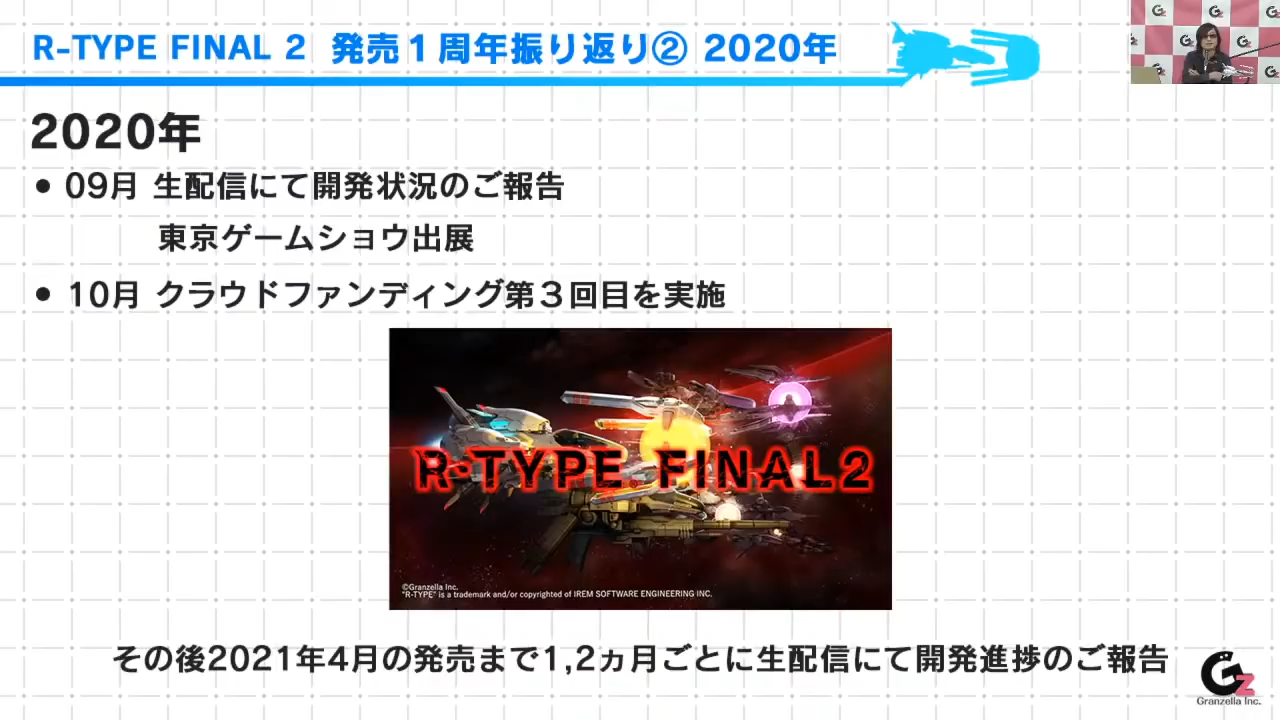 R-TYPE FINAL 2 発売１周年振り返り② 2020年
2020年
• 09月 生配信にて開発状況のご報告
東京ゲームショウ出展
• 10月 クラウドファンディング第３回目を実施
R-TYPE FINAL2
©Granzella Inc.
"R-TYPE" is a trademark and/or copyrighted of IREM SOFTWARE ENGINEERING INC.
その後2021年4月の発売まで1,2ヵ月ごとに生配信にて開発進捗のご報告
Gz
Granzella Inc.